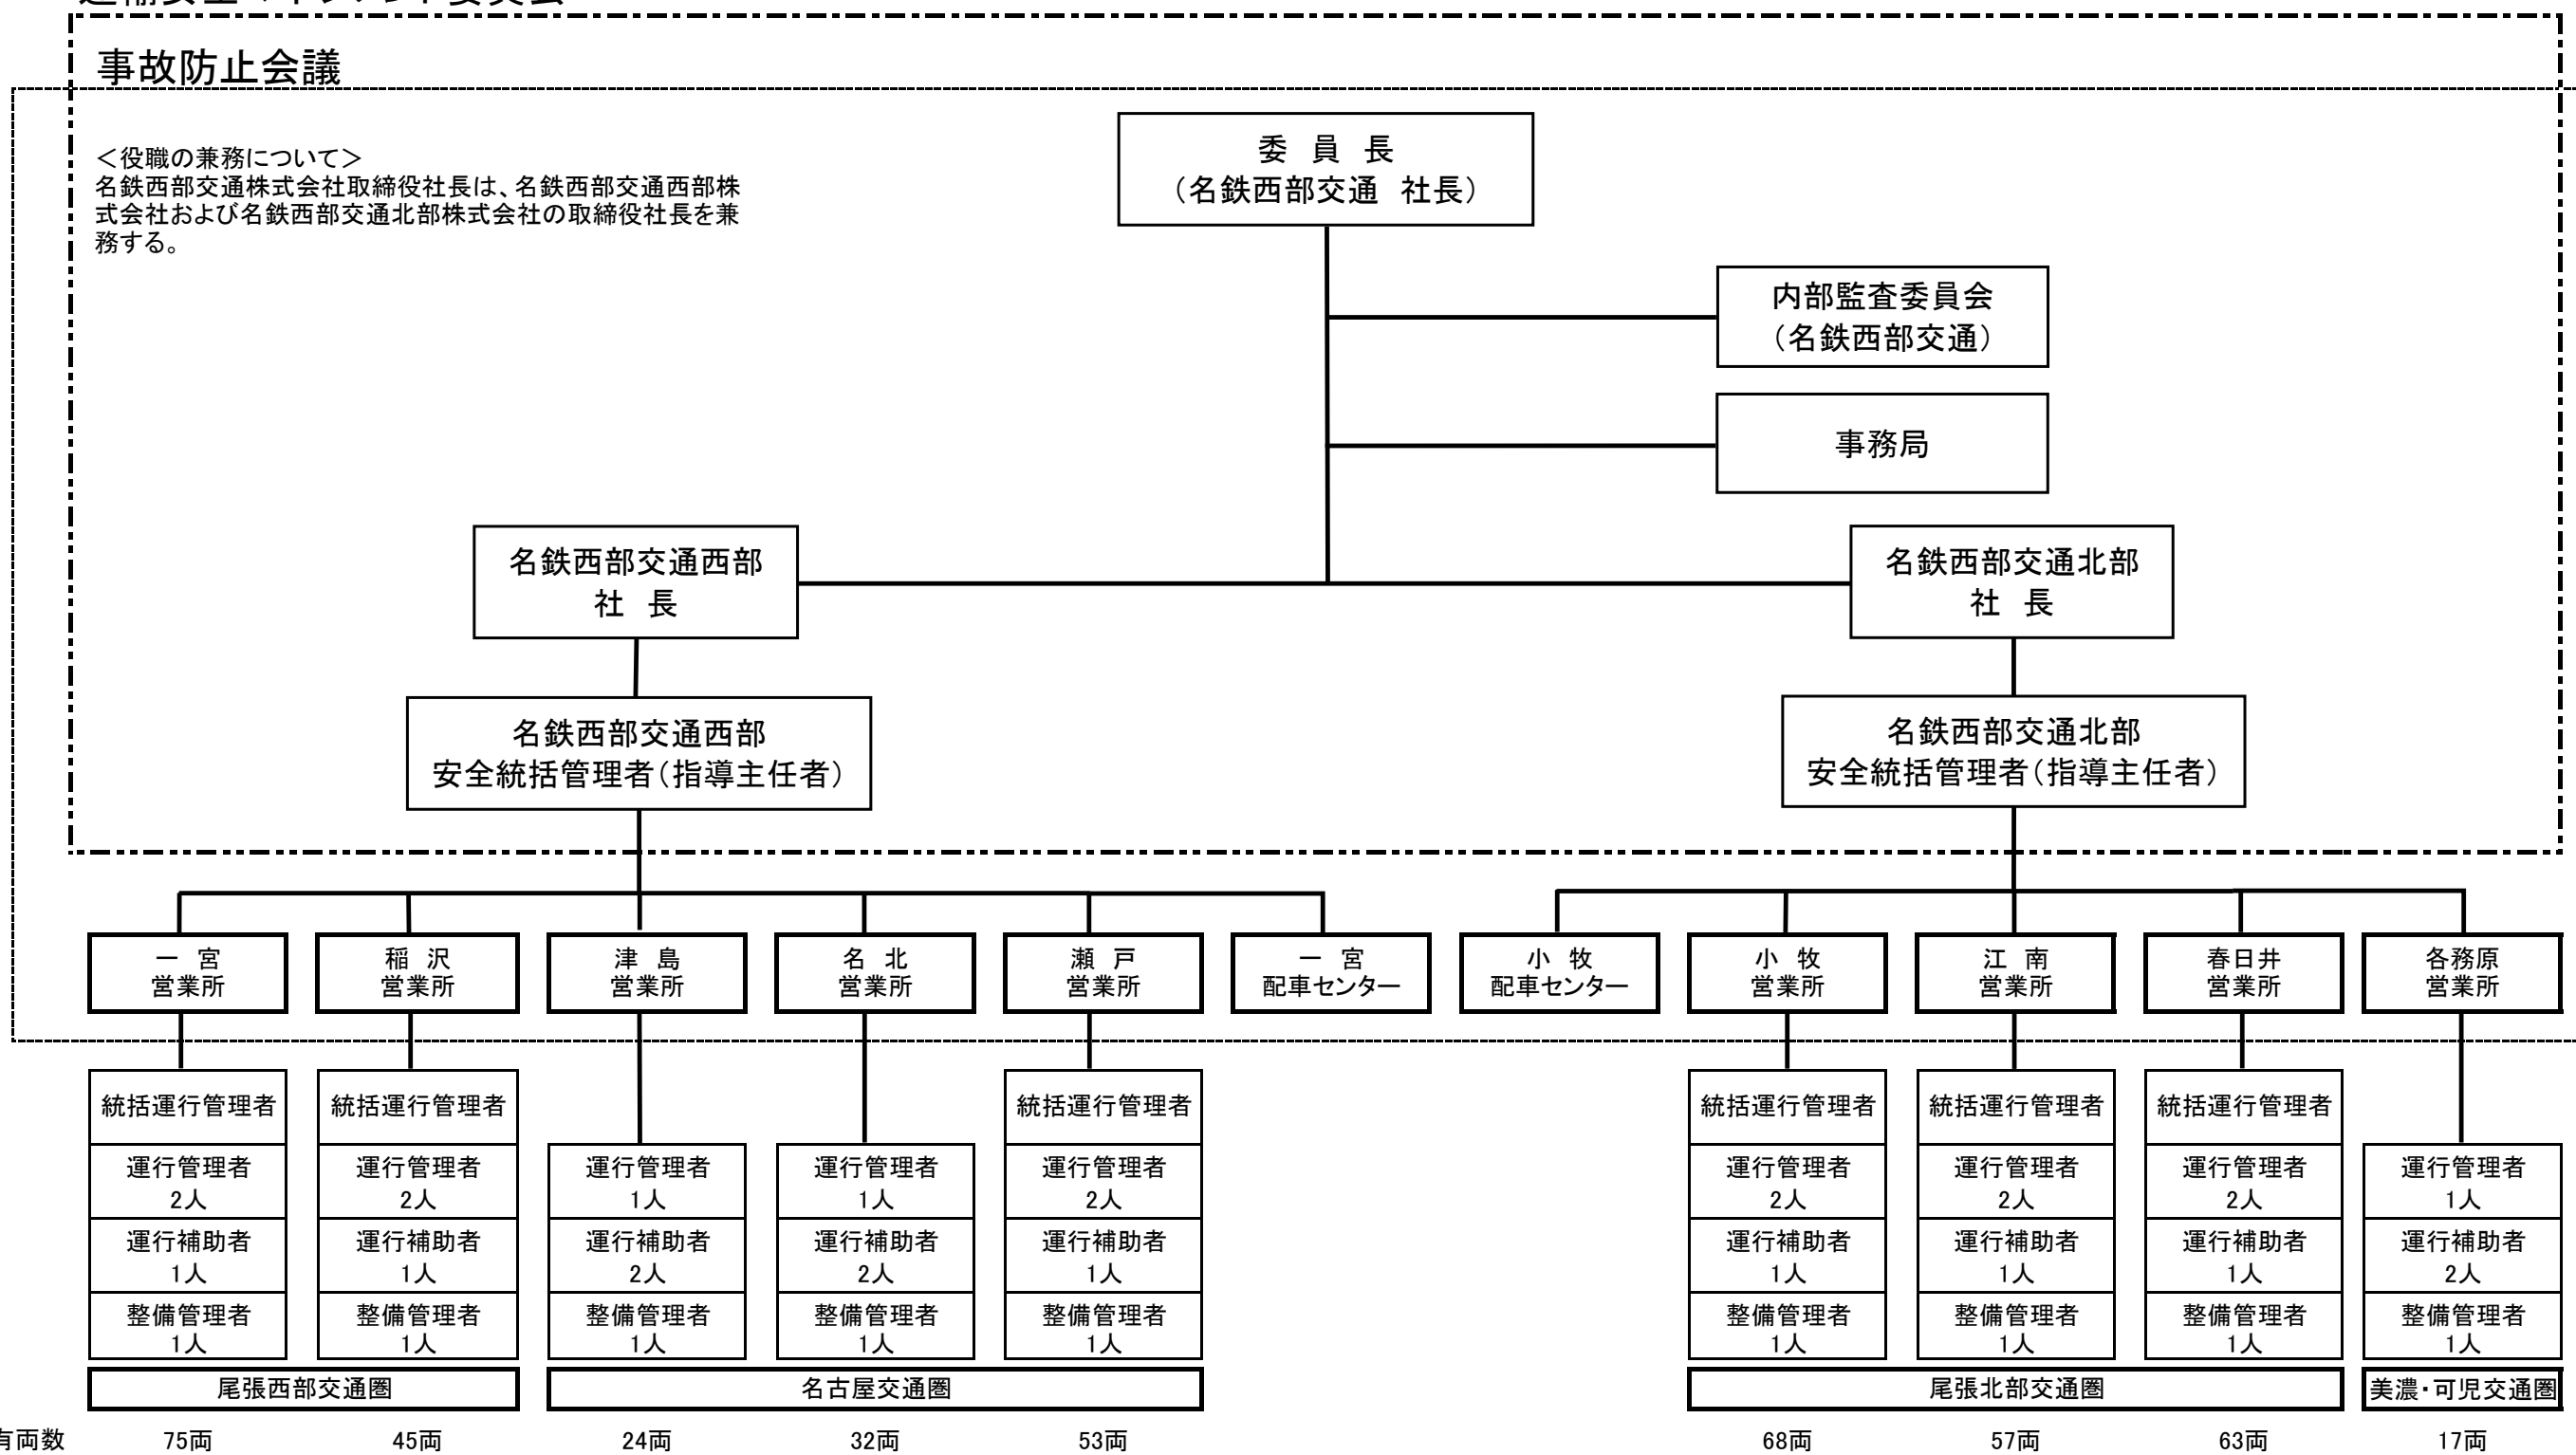 事故防止会議
＜役職の兼務について＞
名鉄西部交通株式会社取締役社長は、名鉄西部交通西部株
式会社および名鉄西部交通北部株式会社の取締役社長を兼
務する。
委 員 長
（名鉄西部交通 社長）
内部監査委員会
（名鉄西部交通）
事務局
名鉄西部交通西部
社 長
名鉄西部交通北部
社 長
名鉄西部交通西部
安全統括管理者（指導主任者）
名鉄西部交通北部
安全統括管理者（指導主任者）
一 宮
営業所
稲 沢
営業所
津 島
営業所
名 北
営業所
瀬 戸
営業所
一 宮
配車センター
小 牧
配車センター
小 牧
営業所
江 南
営業所
春日井
営業所
各務原
営業所
統括運行管理者
運行管理者
2人
運行補助者
1人
整備管理者
1人
統括運行管理者
運行管理者
2人
運行補助者
1人
整備管理者
1人
運行管理者
1人
運行補助者
2人
整備管理者
1人
運行管理者
1人
運行補助者
2人
整備管理者
1人
統括運行管理者
運行管理者
2人
運行補助者
1人
整備管理者
1人
統括運行管理者
運行管理者
2人
運行補助者
1人
整備管理者
1人
統括運行管理者
運行管理者
2人
運行補助者
1人
整備管理者
1人
統括運行管理者
運行管理者
2人
運行補助者
1人
整備管理者
1人
運行管理者
1人
運行補助者
2人
整備管理者
1人
尾張西部交通圏
名古屋交通圏
尾張北部交通圏
美濃・可児交通圏
有両数 75両 45両 24両 32両 53両 68両 57両 63両 17両